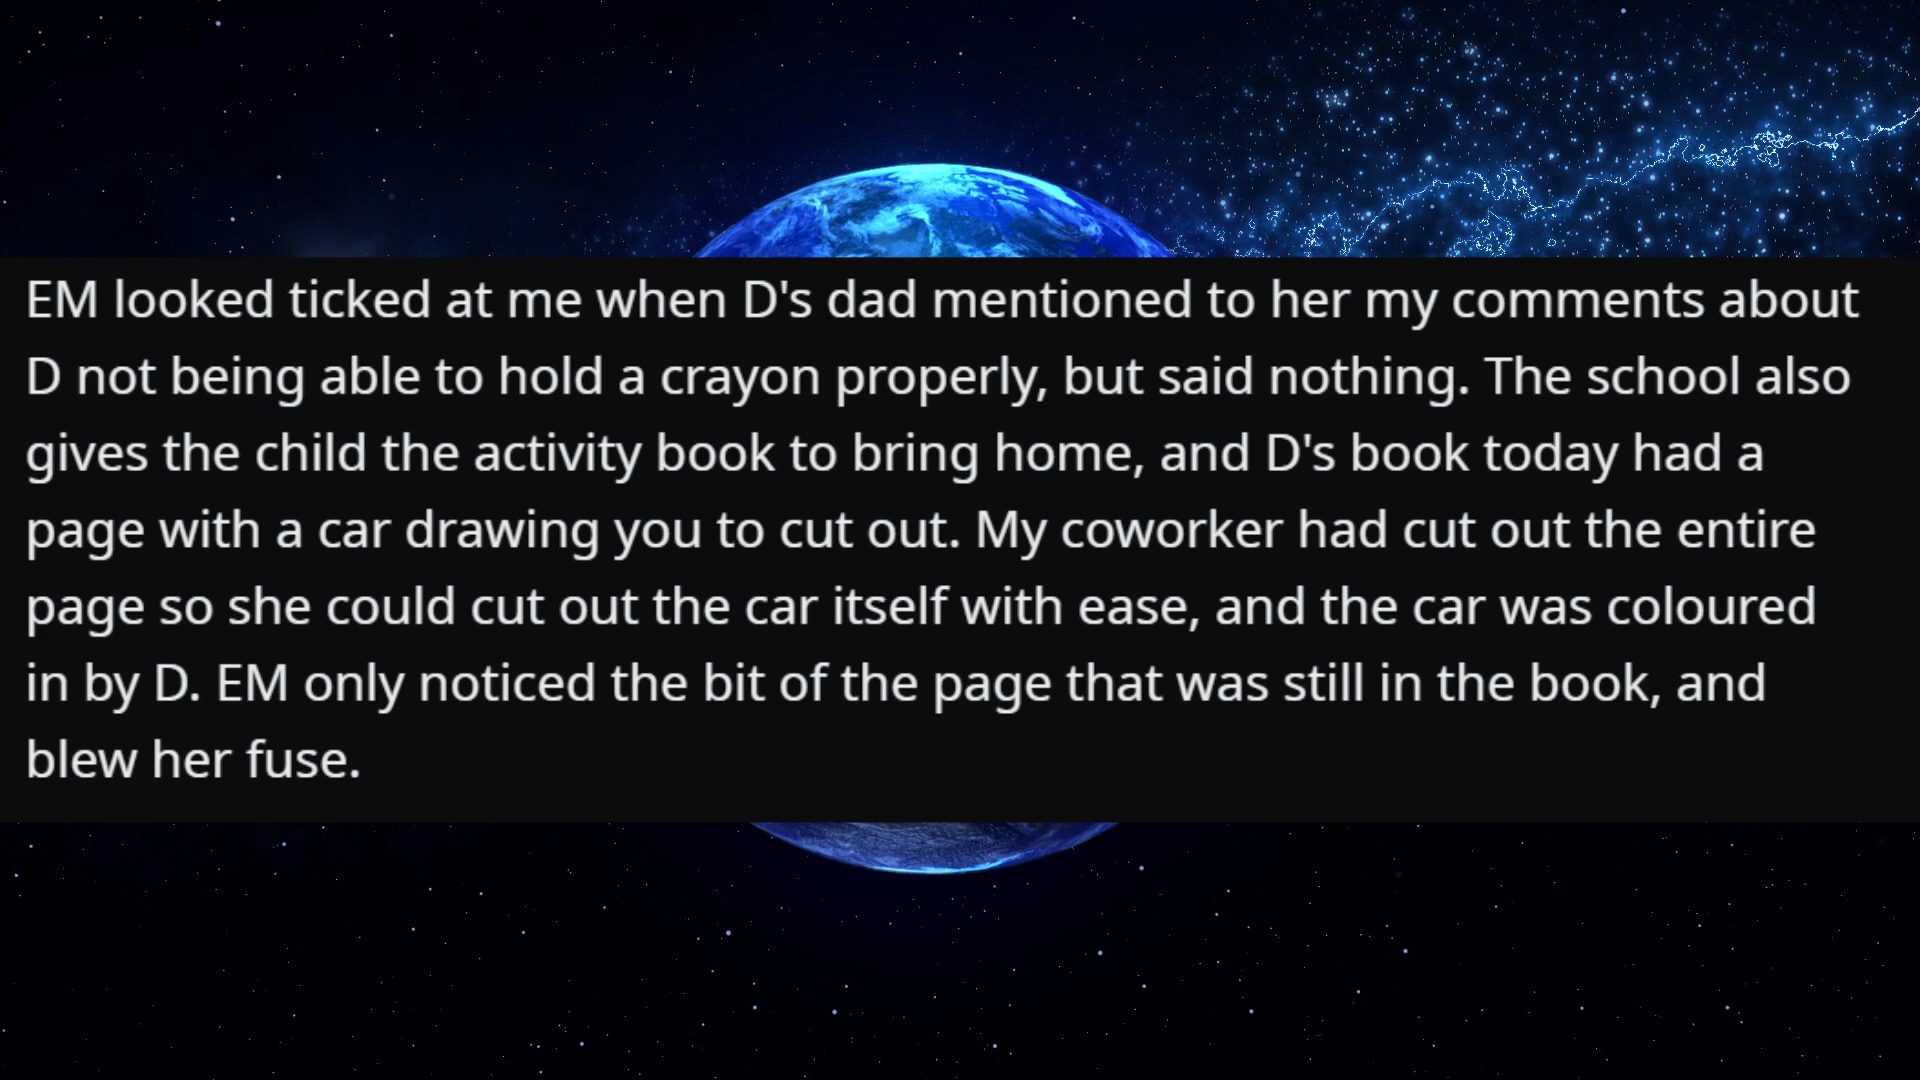 EM looked ticked at me when D's dad mentioned to her my comments about
D not being able to hold a crayon properly, but said nothing. The school also
gives the child the activity book to bring home, and D's book today had a
page with a car drawing you to cut out. My coworker had cut out the entire
page so she could cut out the car itself with ease, and the car was coloured
in by D. EM only noticed the bit of the page that was still in the book, and
blew her fuse.